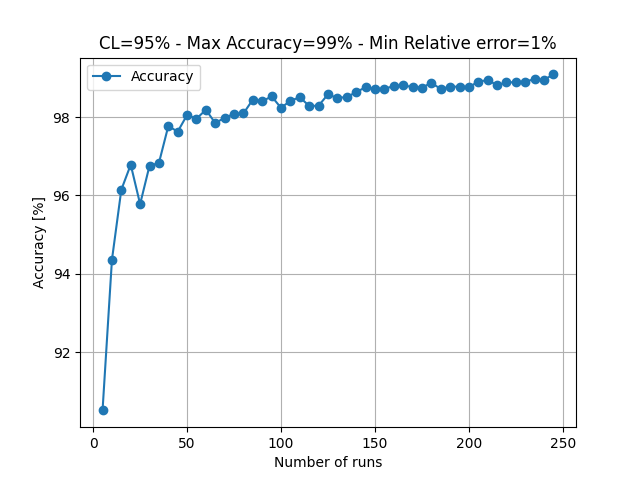 CL=95% - Max Accuracy=99% - Min Relative error=1%
Accuracy
98
96
94
92
Accuracy [%]
0 50 100 150 200 250
Number of runs